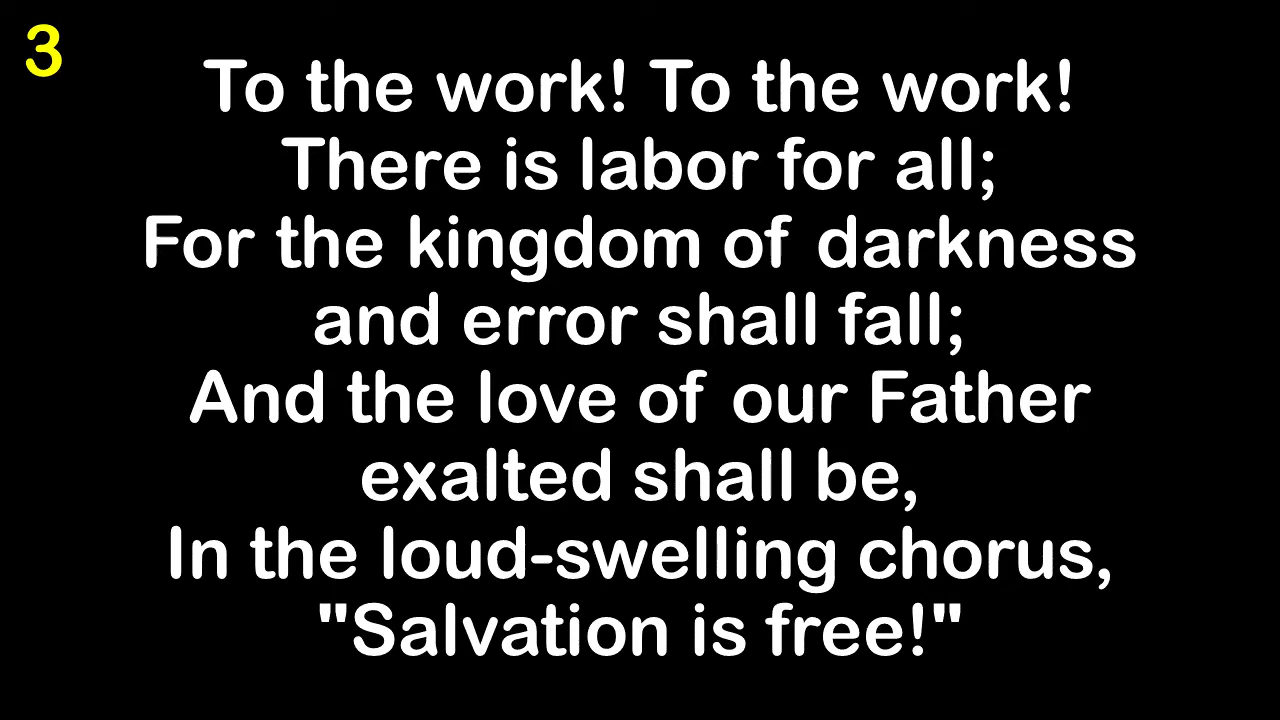 3
To the work! To the work!
There is labor for all;
For the kingdom of darkness
and error shall fall;
And the love of our Father
exalted shall be,
In the loud-swelling chorus,
"Salvation is free!"